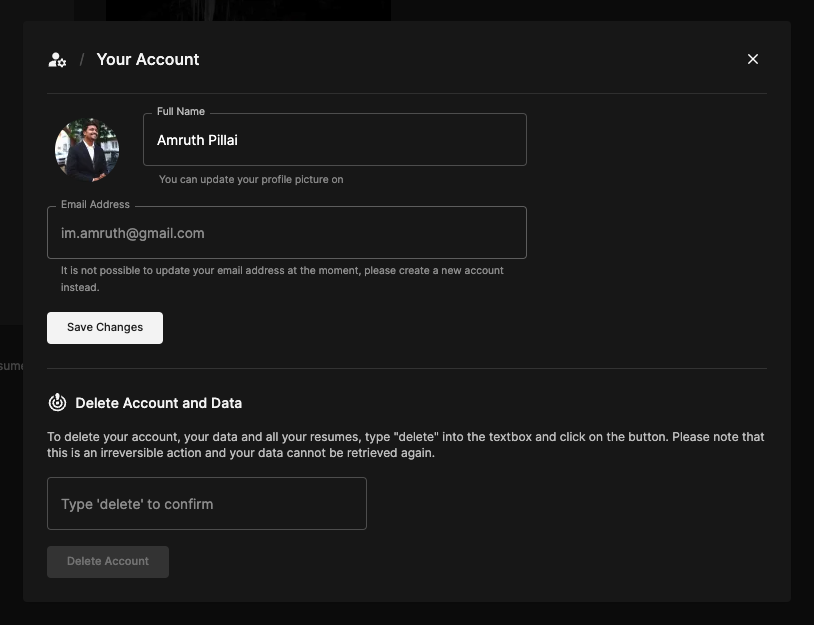 / Your Account
Full Name
Amruth Pillai
You can update your profile picture on
Email Address
im.amruth@gmail.com
It is not possible to update your email address at the moment, please create a new account
instead.
Save Changes
Delete Account and Data
To delete your account, your data and all your resumes, type "delete" into the textbox and click on the button. Please note that
this is an irreversible action and your data cannot be retrieved again.
Type 'delete' to confirm
Delete Account